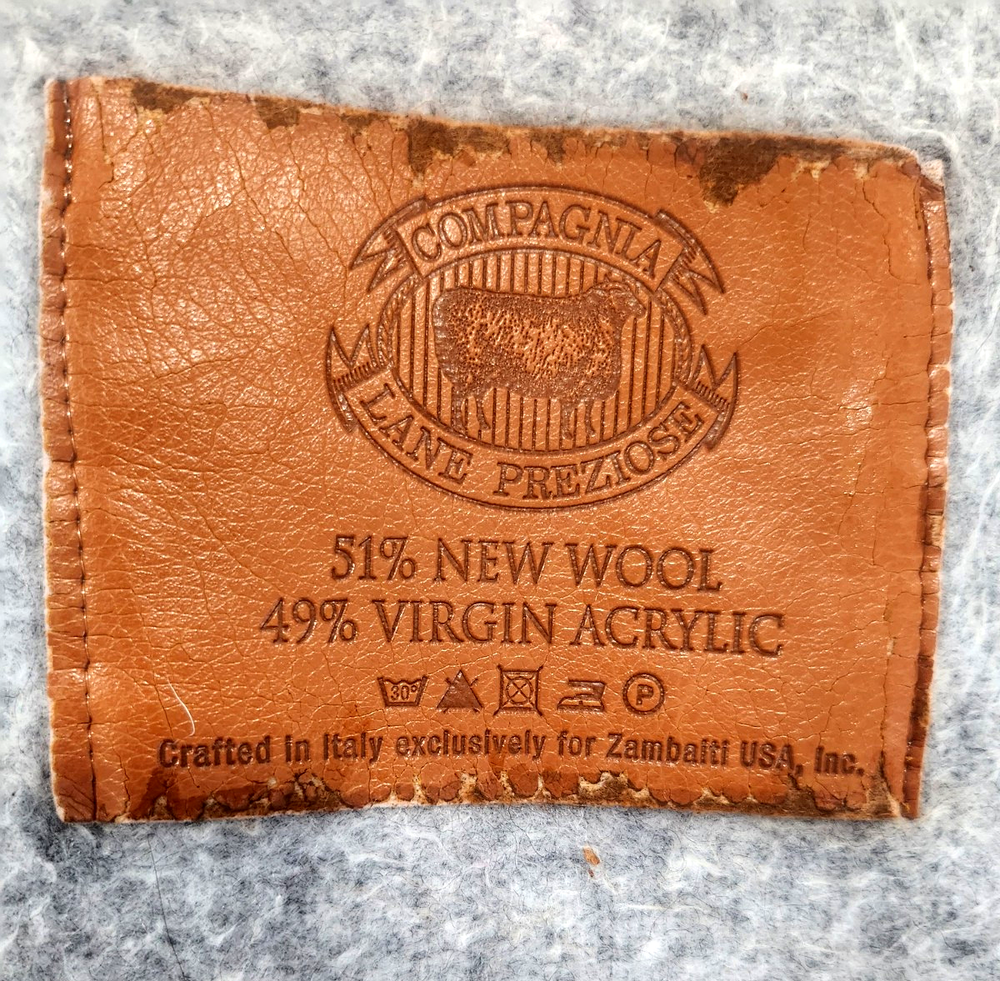 COMPAGNIA
LANE PREZIOSE
51% NEW WOOL
49% VIRGIN ACRYLIC
30° P
Crafted in Italy exclusively for Zambaiti USA, Inc.